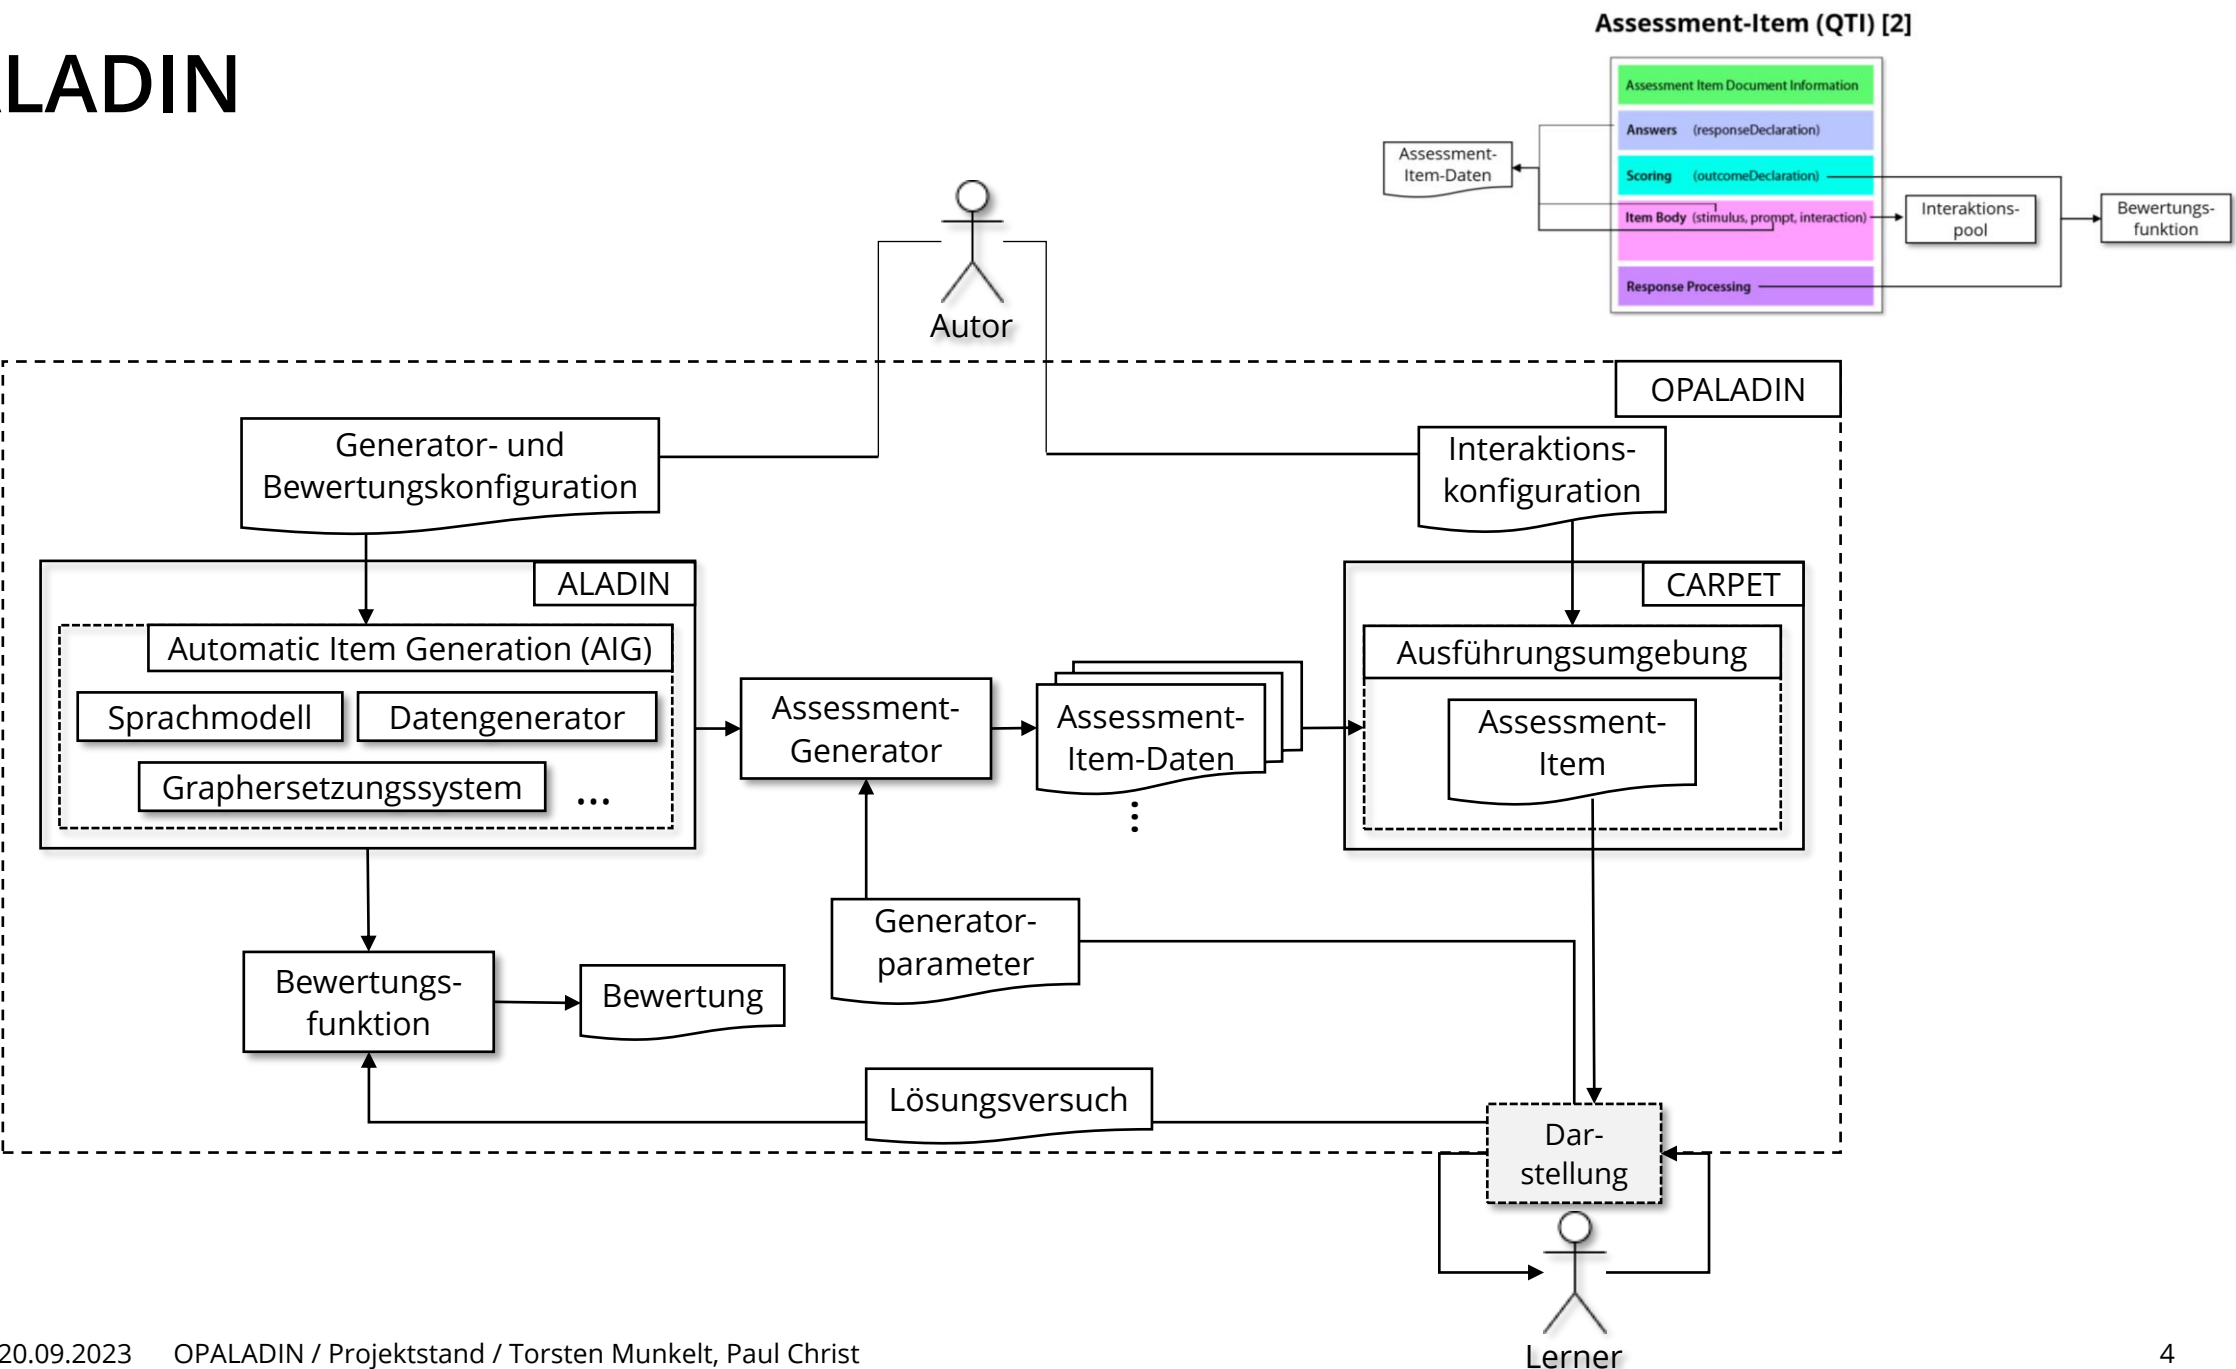 Assessment-Item (QTI) [2]
LADIN
Assessment Item Document Information
Answers (responseDeclaration)
Assessment-
Item-Daten
Scoring (outcomeDeclaration)
Item Body (stimulus, prompt, interaction)
Interaktions-
pool
Bewertungs-
funktion
Response Processing
Autor
OPALADIN
Generator- und
Bewertungskonfiguration
Interaktions-
konfiguration
ALADIN
CARPET
Automatic Item Generation (AIG)
Ausführungsumgebung
Sprachmodell
Datengenerator
Graphersetzungssystem
...
Assessment-
Generator
Assessment-
Item-Daten
Assessment-
Item
Generator-
parameter
Bewertungs-
funktion
Bewertung
Lösungsversuch
Dar-
stellung
Lerner
20.09.2023 OPALADIN / Projektstand / Torsten Munkelt, Paul Christ 4